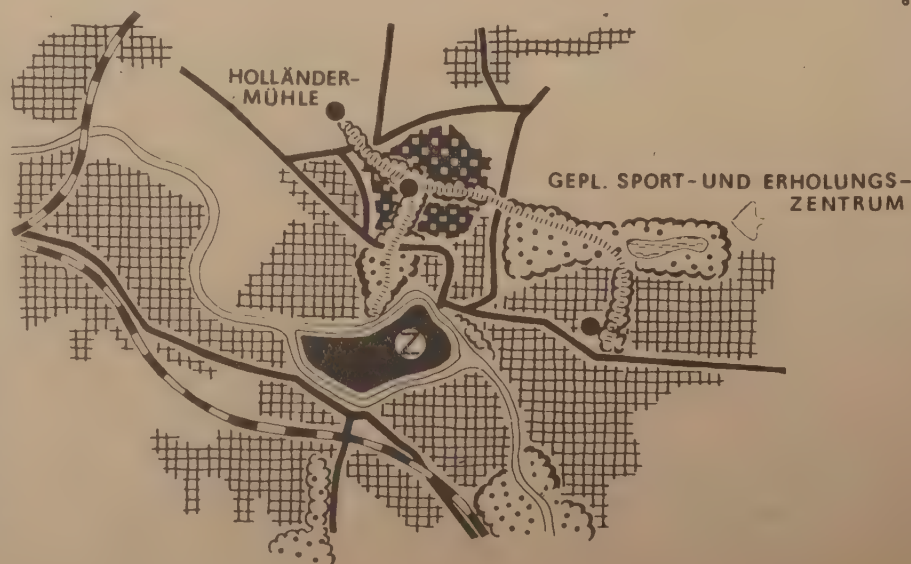 HOLLÄNDER-
MÜHLE
GEPL. SPORT-UND ERHOLUNGS-
ZENTRUM
Z